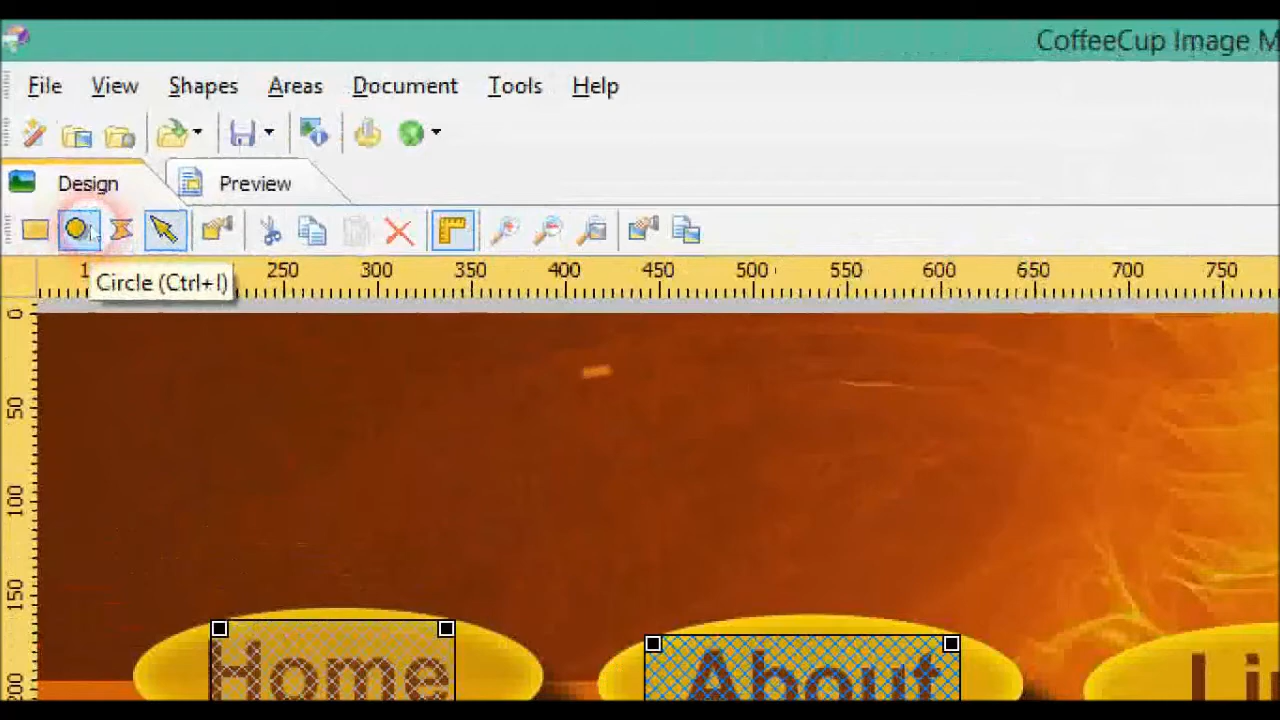 CoffeeCup Image M
File View Shapes Areas Document Tools Help
Design Preview
Circle (Ctrl+I)
250 300 350 400 450 500 550 600 650 700 750
0
50
100
150
200
Home About Li